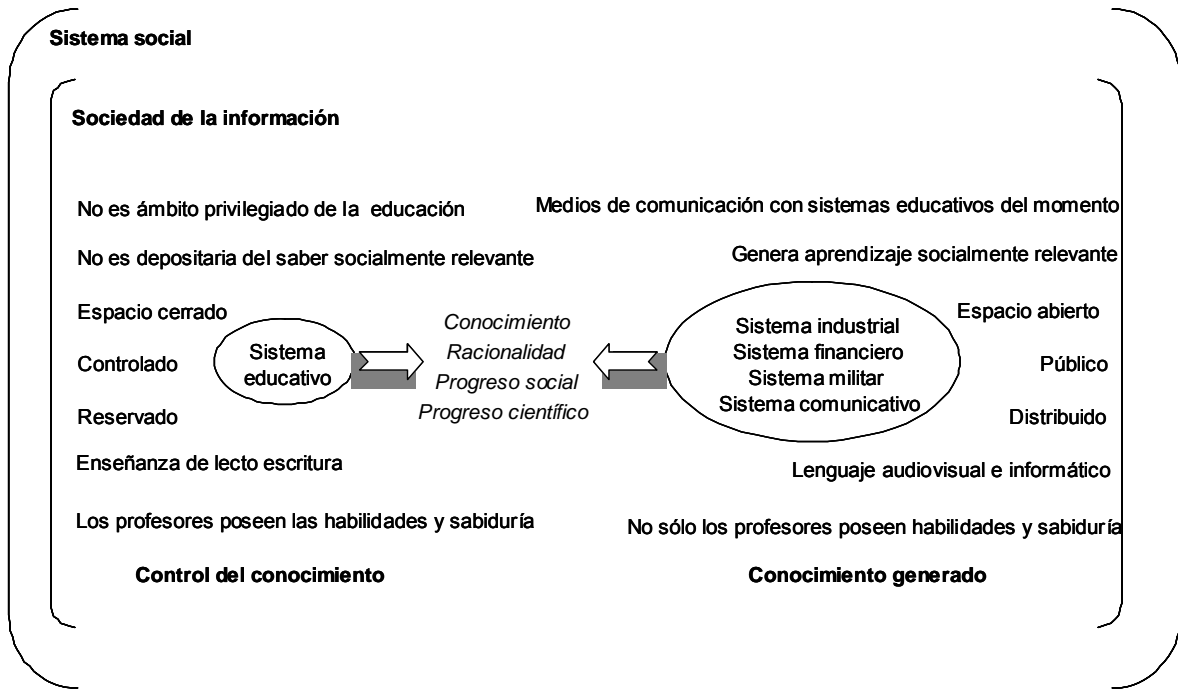 Sistema social
Sociedad de la información
No es ámbito privilegiado de la educación
Medios de comunicación con sistemas educativos del momento
No es depositaria del saber socialmente relevante
Genera aprendizaje socialmente relevante
Espacio cerrado
Controlado
Reservado
Sistema
educativo
Conocimiento
Racionalidad
Progreso social
Progreso científico
Sistema industrial
Sistema financiero
Sistema militar
Sistema comunicativo
Espacio abierto
Público
Distribuido
Enseñanza de lecto escritura
Lenguaje audiovisual e informático
Los profesores poseen las habilidades y sabiduría
No sólo los profesores poseen habilidades y sabiduría
Control del conocimiento
Conocimiento generado